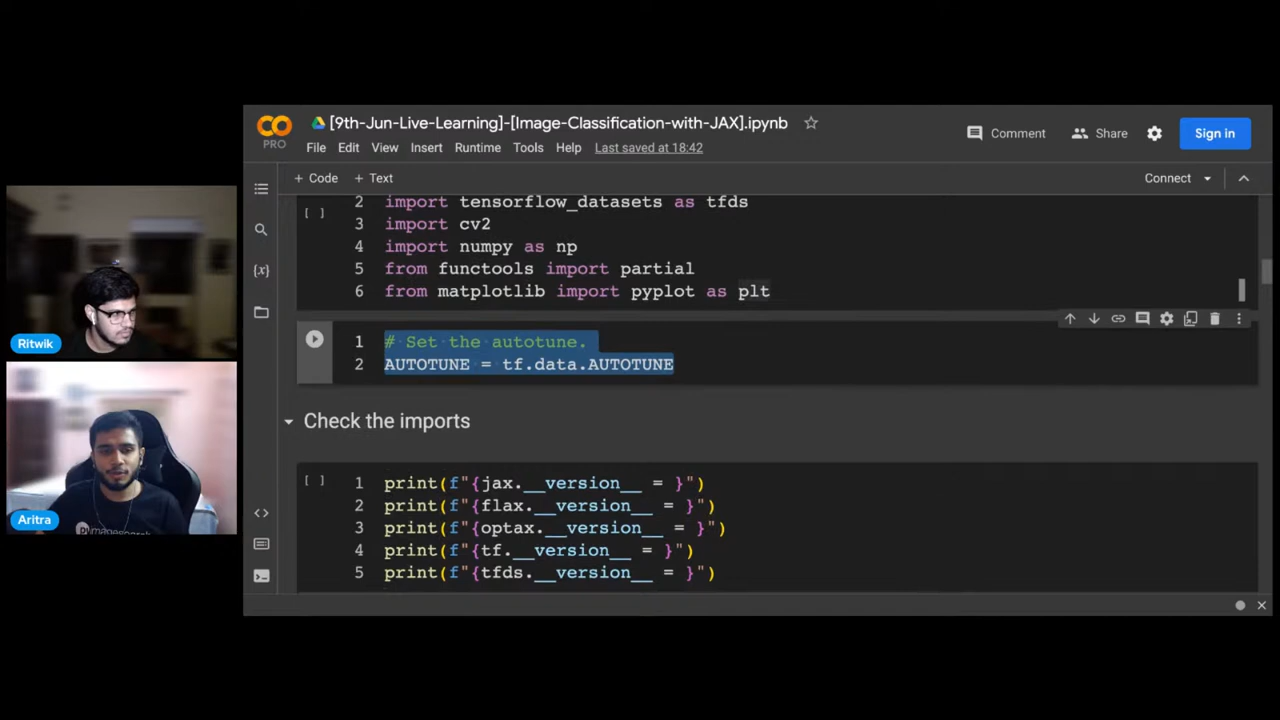 CO
PRO
[9th-Jun-Live-Learning]-[Image-Classification-with-JAX].ipynb
Comment
Share
Sign in
File Edit View Insert Runtime Tools Help Last saved at 18:42
+ Code + Text
Connect
[ ]
2 import tensorflow_datasets as tfds
3 import cv2
4 import numpy as np
5 from functools import partial
6 from matplotlib import pyplot as plt
1 # Set the autotune.
2 AUTOTUNE = tf.data.AUTOTUNE
Check the imports
[ ]
1 print(f"{jax.__version__ = }")
2 print(f"{flax.__version__ = }")
3 print(f"{optax.__version__ = }")
4 print(f"{tf.__version__ = }")
5 print(f"{tfds.__version__ = }")
{x}
Ritwik
Aritra